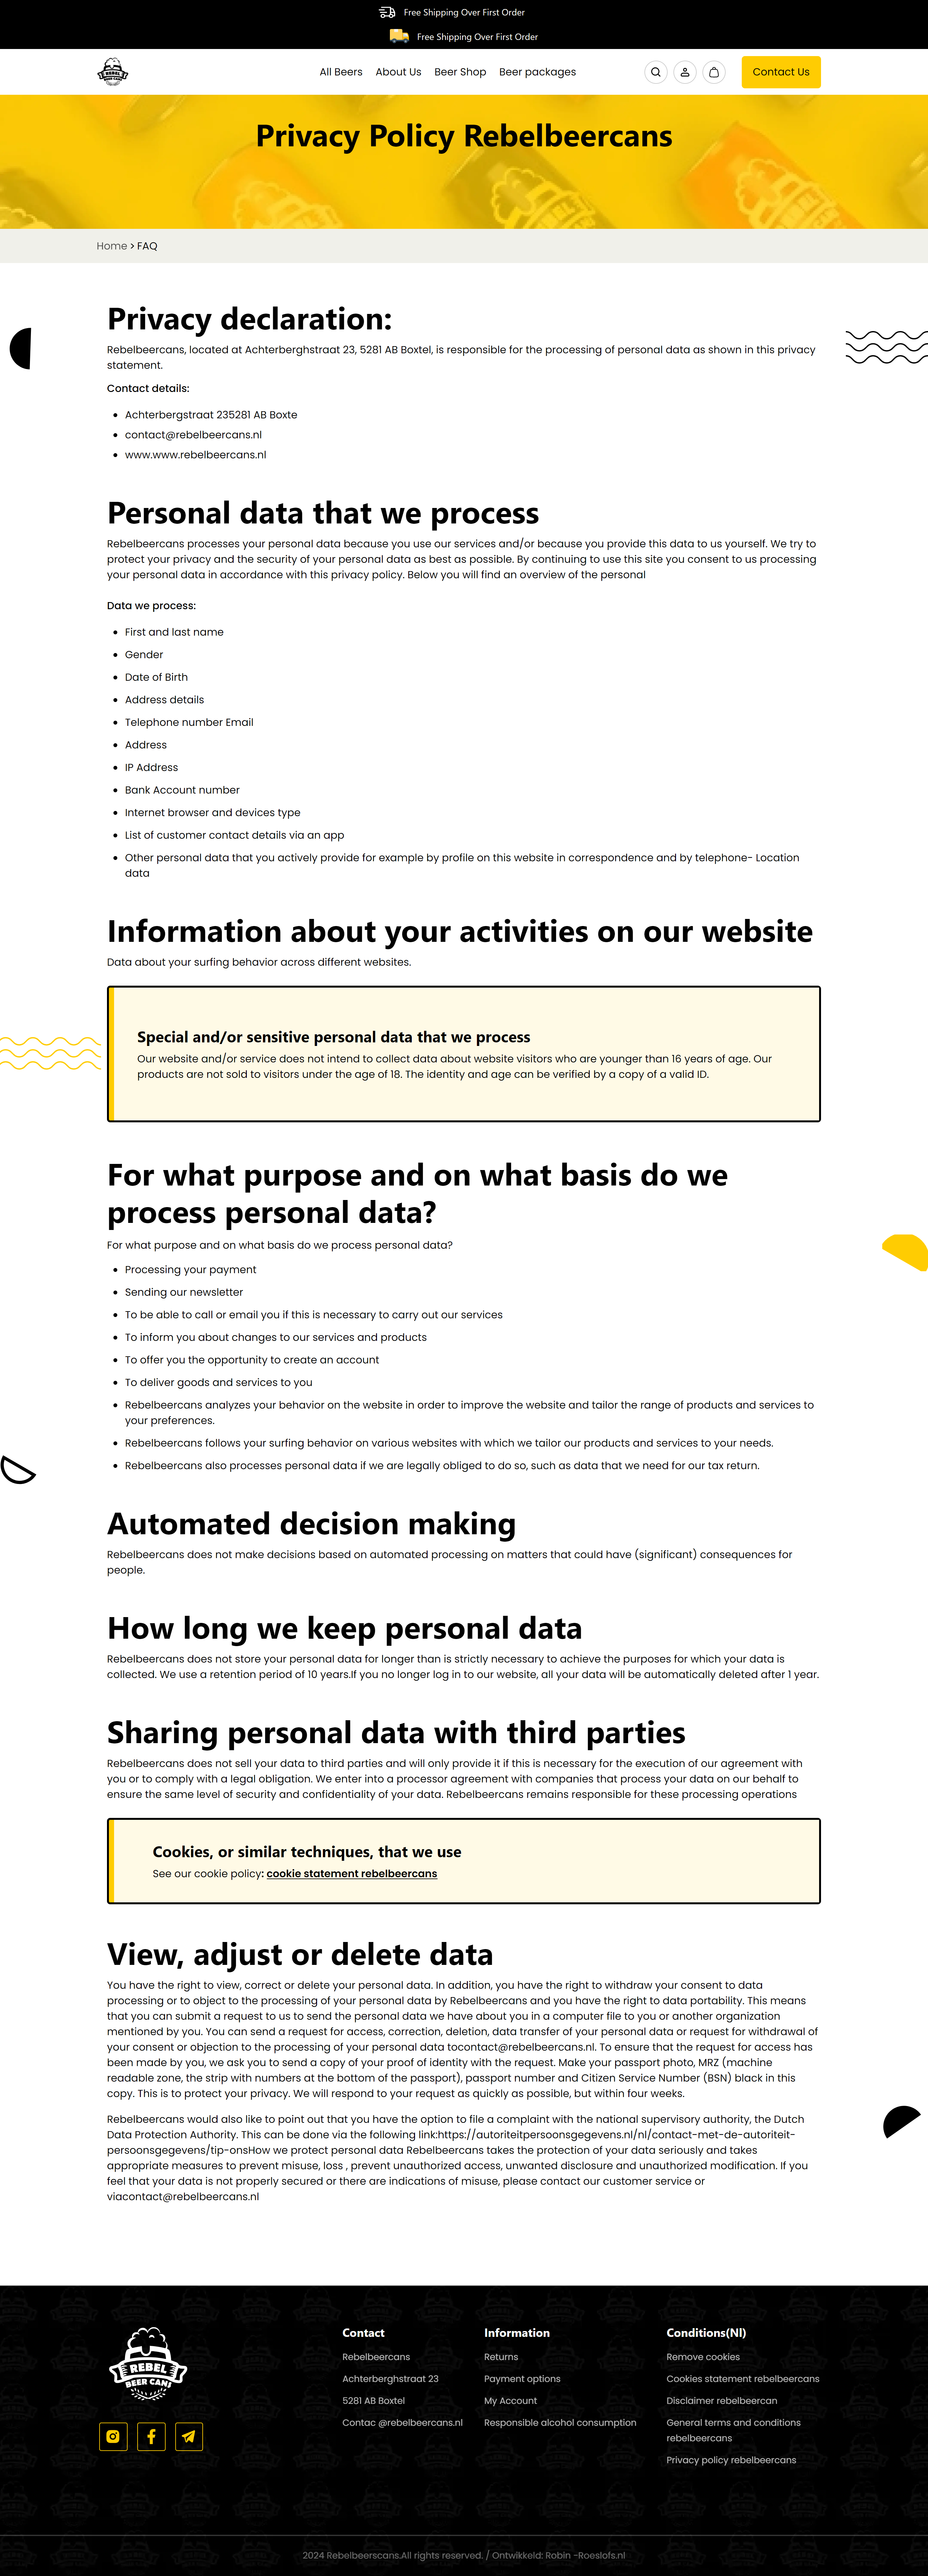 Free Shipping Over First Order
Free Shipping Over First Order
REBEL
BEER CANS
All Beers About Us Beer Shop Beer packages
Contact Us
Privacy Policy Rebelbeercans
Home > FAQ
Privacy declaration:
Rebelbeercans, located at Achterberghstraat 23, 5281 AB Boxtel, is responsible for the processing of personal data as shown in this privacy
statement.
Contact details:
Achterbergstraat 235281 AB Boxte
contact@rebelbeercans.nl
www.www.rebelbeercans.nl
Personal data that we process
Rebelbeercans processes your personal data because you use our services and/or because you provide this data to us yourself. We try to
protect your privacy and the security of your personal data as best as possible. By continuing to use this site you consent to us processing
your personal data in accordance with this privacy policy. Below you will find an overview of the personal
Data we process:
First and last name
Gender
Date of Birth
Address details
Telephone number Email
Address
IP Address
Bank Account number
Internet browser and devices type
List of customer contact details via an app
Other personal data that you actively provide for example by profile on this website in correspondence and by telephone- Location
data
Information about your activities on our website
Data about your surfing behavior across different websites.
Special and/or sensitive personal data that we process
Our website and/or service does not intend to collect data about website visitors who are younger than 16 years of age. Our
products are not sold to visitors under the age of 18. The identity and age can be verified by a copy of a valid ID.
For what purpose and on what basis do we
process personal data?
For what purpose and on what basis do we process personal data?
Processing your payment
Sending our newsletter
To be able to call or email you if this is necessary to carry out our services
To inform you about changes to our services and products
To offer you the opportunity to create an account
To deliver goods and services to you
Rebelbeercans analyzes your behavior on the website in order to improve the website and tailor the range of products and services to
your preferences.
Rebelbeercans follows your surfing behavior on various websites with which we tailor our products and services to your needs.
Rebelbeercans also processes personal data if we are legally obliged to do so, such as data that we need for our tax return.
Automated decision making
Rebelbeercans does not make decisions based on automated processing on matters that could have (significant) consequences for
people.
How long we keep personal data
Rebelbeercans does not store your personal data for longer than is strictly necessary to achieve the purposes for which your data is
collected. We use a retention period of 10 years.If you no longer log in to our website, all your data will be automatically deleted after 1 year.
Sharing personal data with third parties
Rebelbeercans does not sell your data to third parties and will only provide it if this is necessary for the execution of our agreement with
you or to comply with a legal obligation. We enter into a processor agreement with companies that process your data on our behalf to
ensure the same level of security and confidentiality of your data. Rebelbeercans remains responsible for these processing operations
Cookies, or similar techniques, that we use
See our cookie policy: cookie statement rebelbeercans
View, adjust or delete data
You have the right to view, correct or delete your personal data. In addition, you have the right to withdraw your consent to data
processing or to object to the processing of your personal data by Rebelbeercans and you have the right to data portability. This means
that you can submit a request to us to send the personal data we have about you in a computer file to you or another organization
mentioned by you. You can send a request for access, correction, deletion, data transfer of your personal data or request for withdrawal of
your consent or objection to the processing of your personal data tocontact@rebelbeercans.nl. To ensure that the request for access has
been made by you, we ask you to send a copy of your proof of identity with the request. Make your passport photo, MRZ (machine
readable zone, the strip with numbers at the bottom of the passport), passport number and Citizen Service Number (BSN) black in this
copy. This is to protect your privacy. We will respond to your request as quickly as possible, but within four weeks.
Rebelbeercans would also like to point out that you have the option to file a complaint with the national supervisory authority, the Dutch
Data Protection Authority. This can be done via the following link:https://autoriteitpersoonsgegevens.nl/nl/contact-met-de-autoriteit-
persoonsgegevens/tip-onsHow we protect personal data Rebelbeercans takes the protection of your data seriously and takes
appropriate measures to prevent misuse, loss , prevent unauthorized access, unwanted disclosure and unauthorized modification. If you
feel that your data is not properly secured or there are indications of misuse, please contact our customer service or
viacontact@rebelbeercans.nl
REBEL
BEER CANS
Contact
Rebelbeercans
Achterberghstraat 23
5281 AB Boxtel
Contac @rebelbeercans.nl
Information
Returns
Payment options
My Account
Responsible alcohol consumption
Conditions(Nl)
Remove cookies
Cookies statement rebelbeercans
Disclaimer rebelbeercan
General terms and conditions
rebelbeercans
Privacy policy rebelbeercans
2024 Rebelbeerscans.All rights reserved. / Ontwikkeld: Robin -Roeslofs.nl